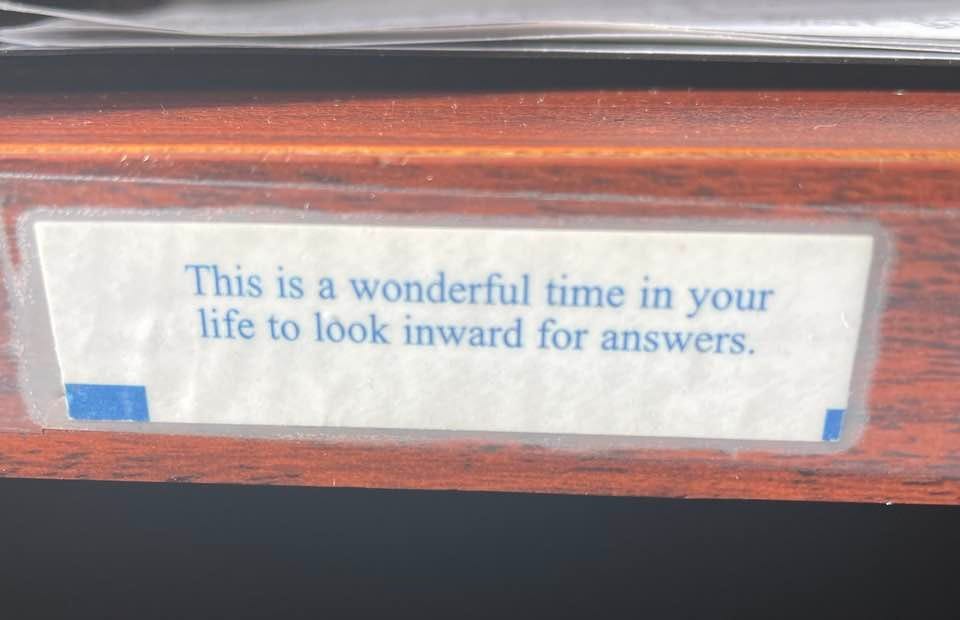 This is a wonderful time in your
life to look inward for answers.